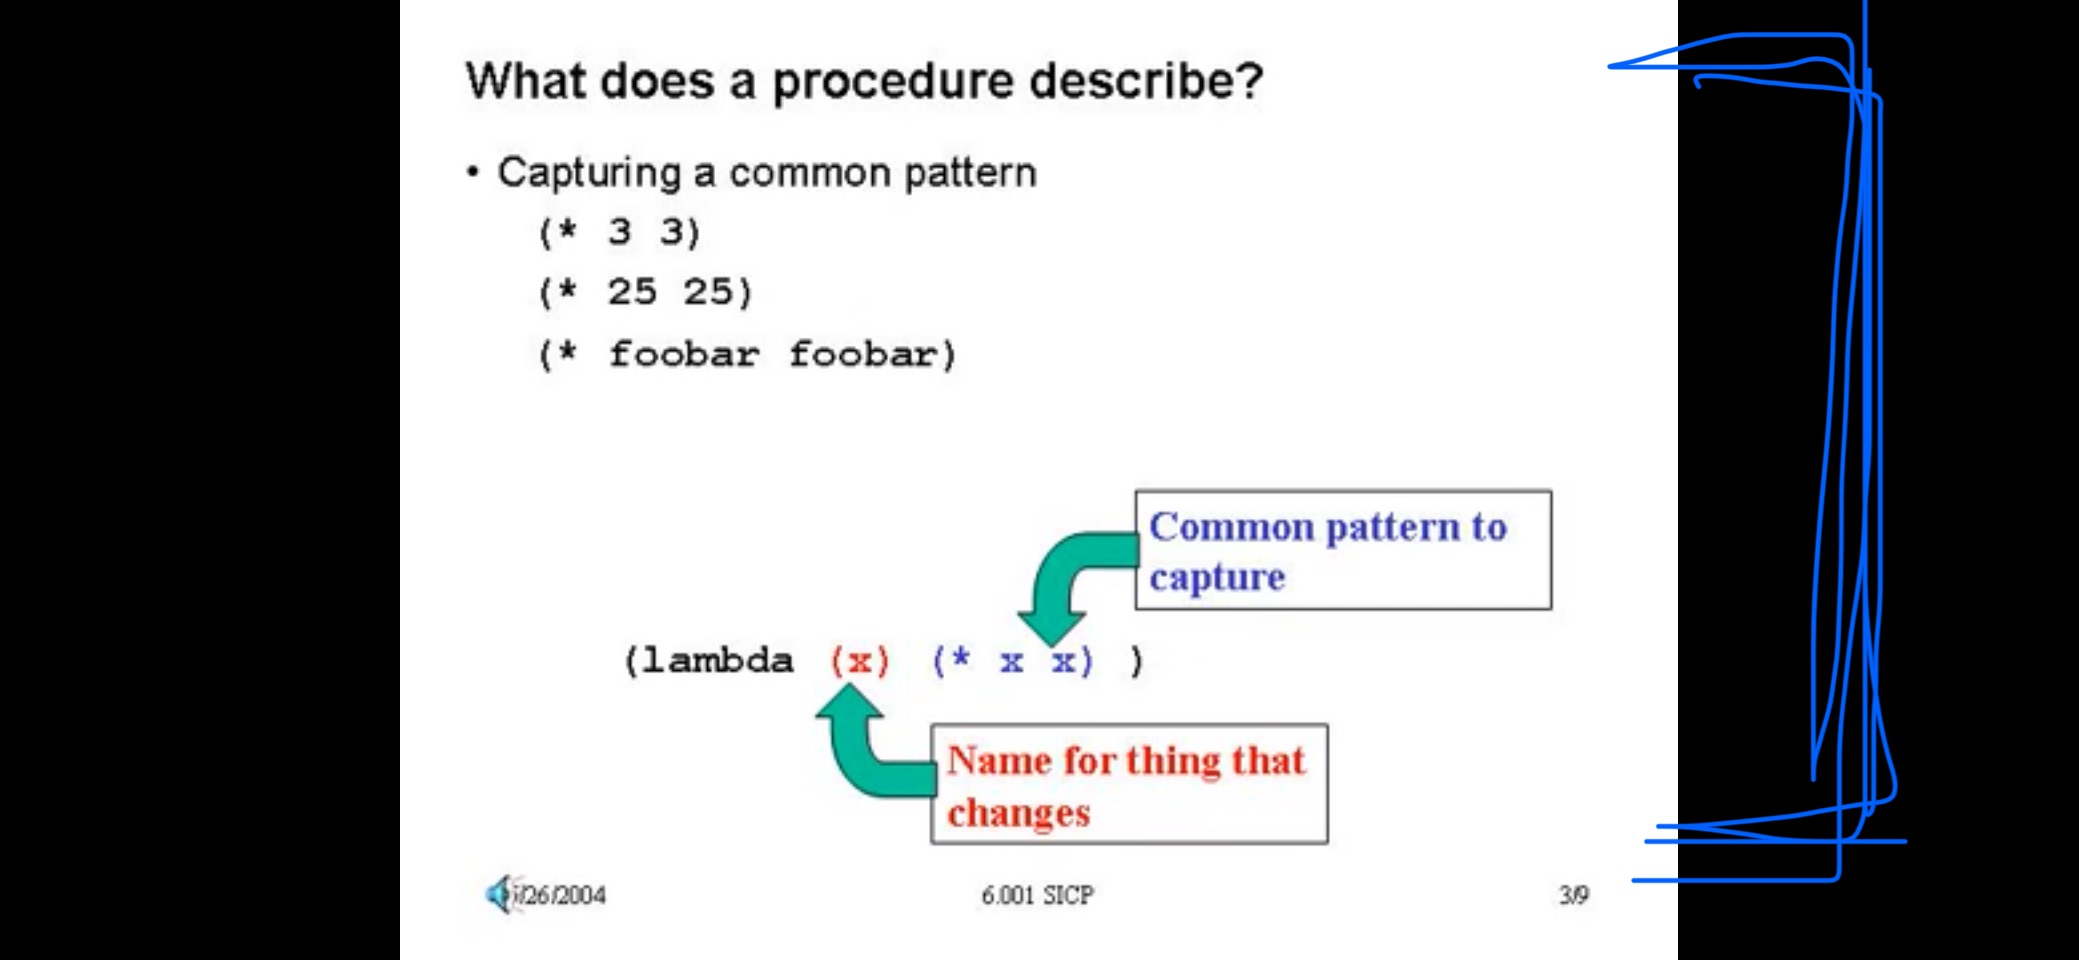 What does a procedure describe?
• Capturing a common pattern
(* 3 3)
(* 25 25)
(* foobar foobar)
Common pattern to
capture
(lambda (x) (* x x) )
Name for thing that
changes
/26/2004 6.001 SICP 3/9